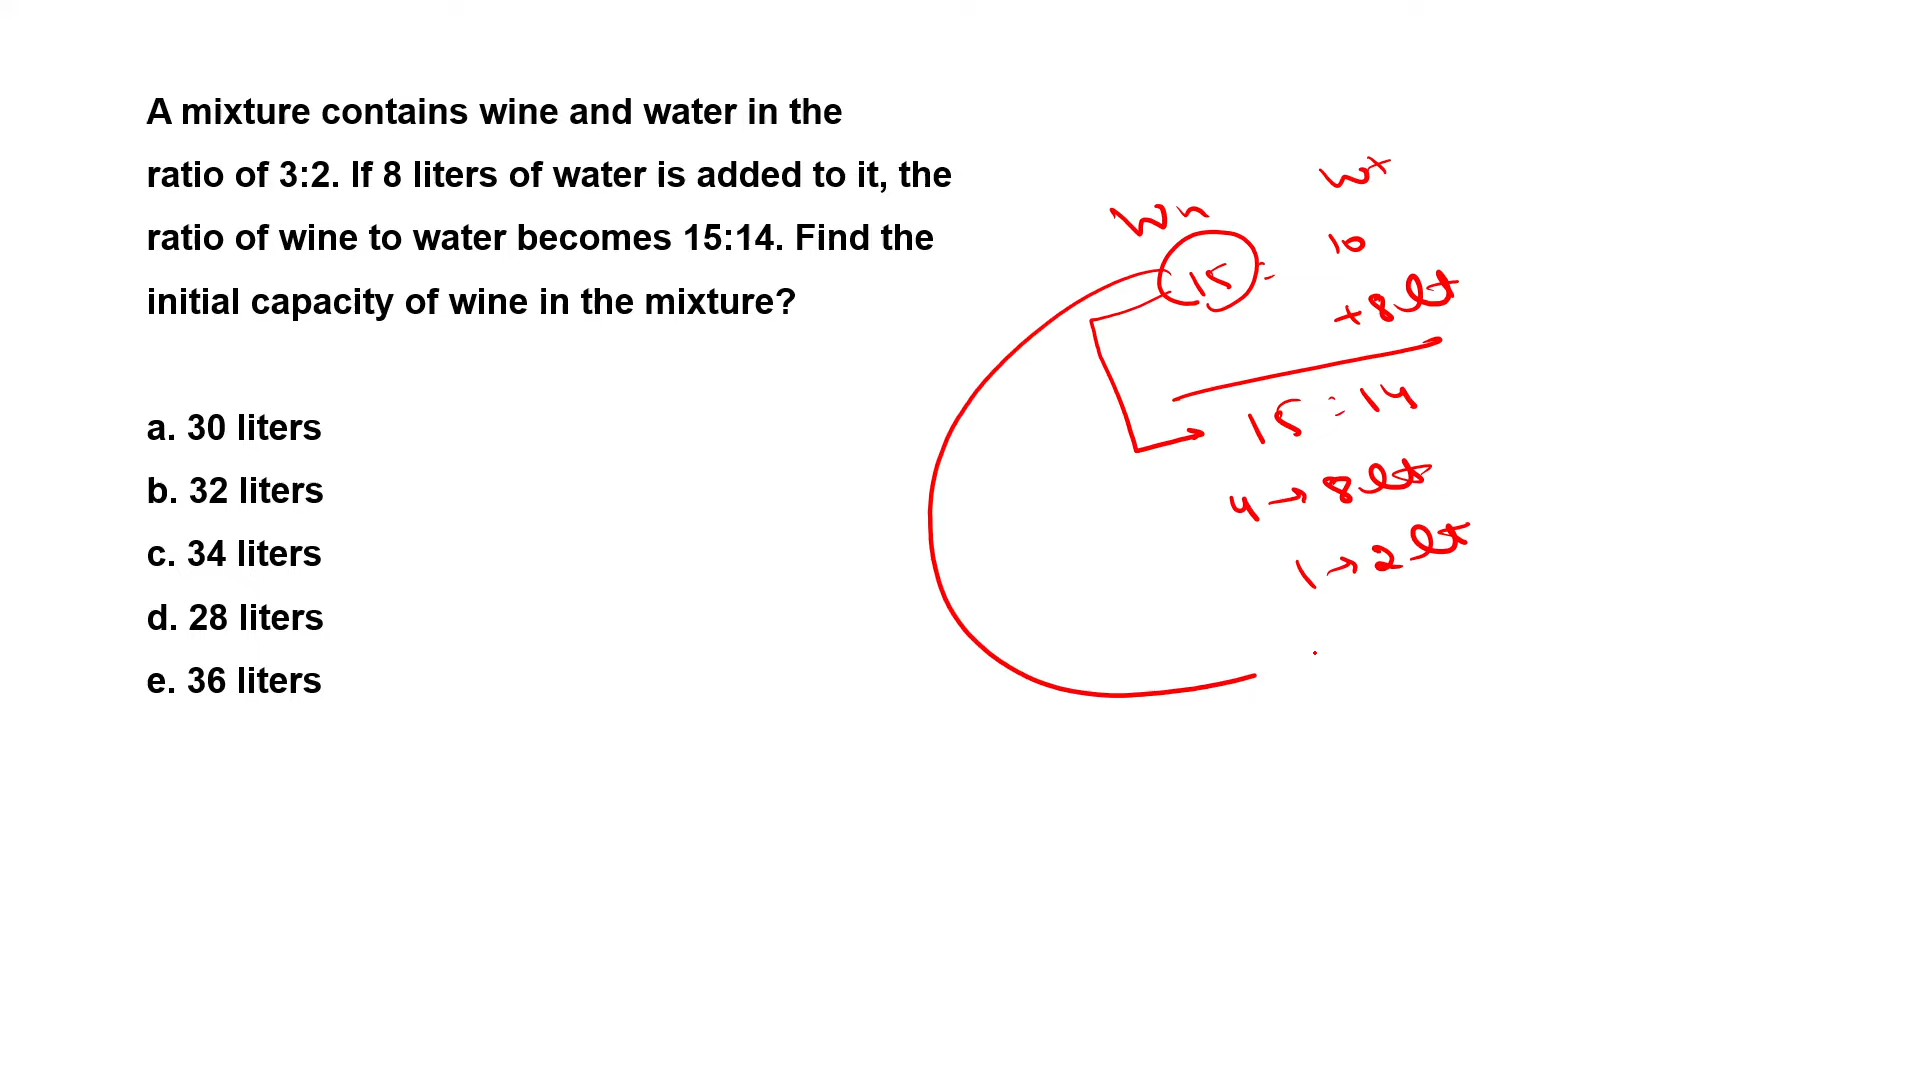 A mixture contains wine and water in the
ratio of 3:2. If 8 liters of water is added to it, the
ratio of wine to water becomes 15:14. Find the
initial capacity of wine in the mixture?
a. 30 liters
b. 32 liters
c. 34 liters
d. 28 liters
e. 36 liters
Wn wt
15 : 10
+8lt
15 : 14
4 → 8lt
1 → 2lt